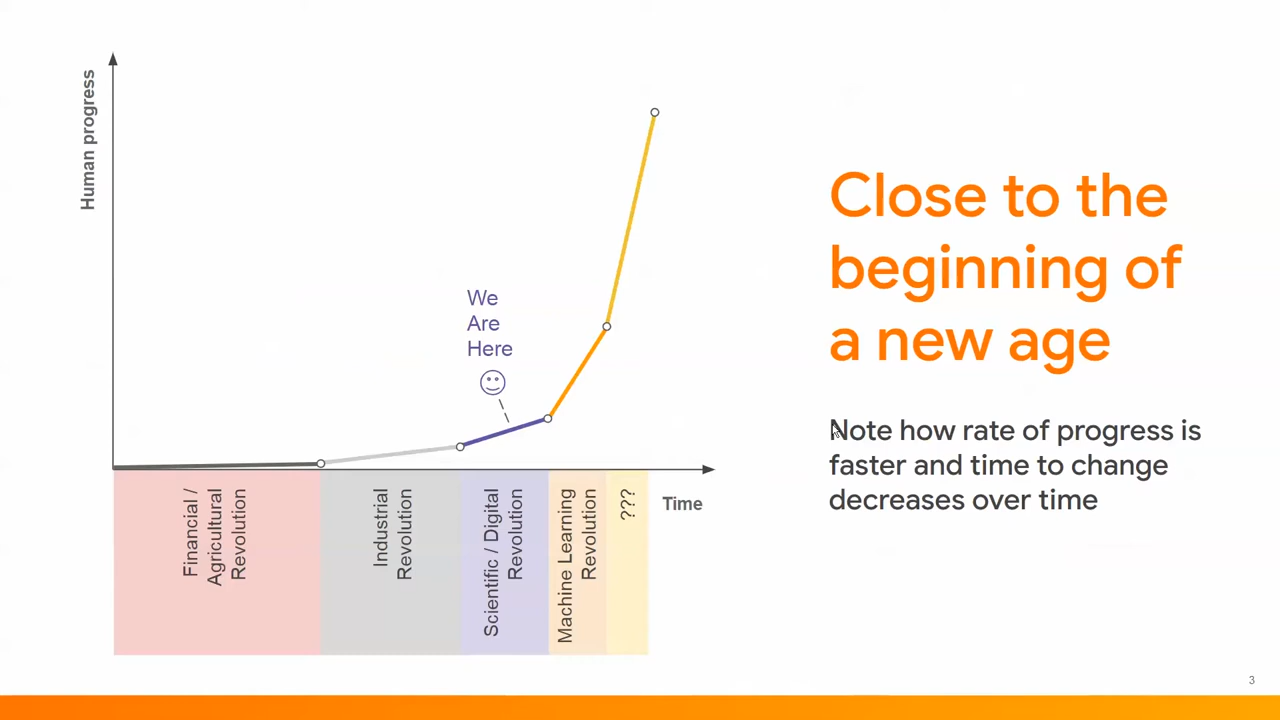 Human progress
We
Are
Here
Financial /
Agricultural
Revolution
Industrial
Revolution
Scientific / Digital
Revolution
Machine Learning
Revolution
???
Time
Close to the
beginning of
a new age
Note how rate of progress is
faster and time to change
decreases over time
3